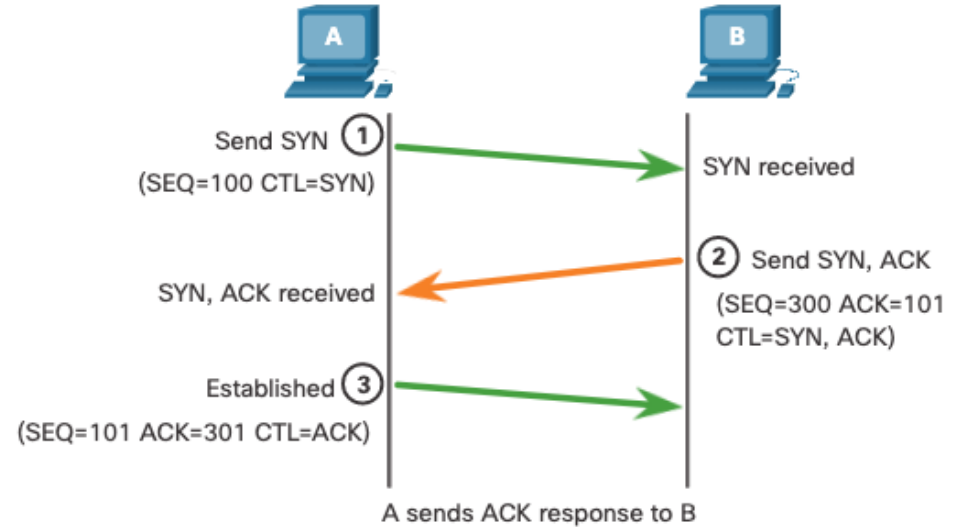 A
B
Send SYN 1
(SEQ=100 CTL=SYN)
SYN received
2 Send SYN, ACK
SYN, ACK received
(SEQ=300 ACK=101
CTL=SYN, ACK)
Established 3
(SEQ=101 ACK=301 CTL=ACK)
A sends ACK response to B